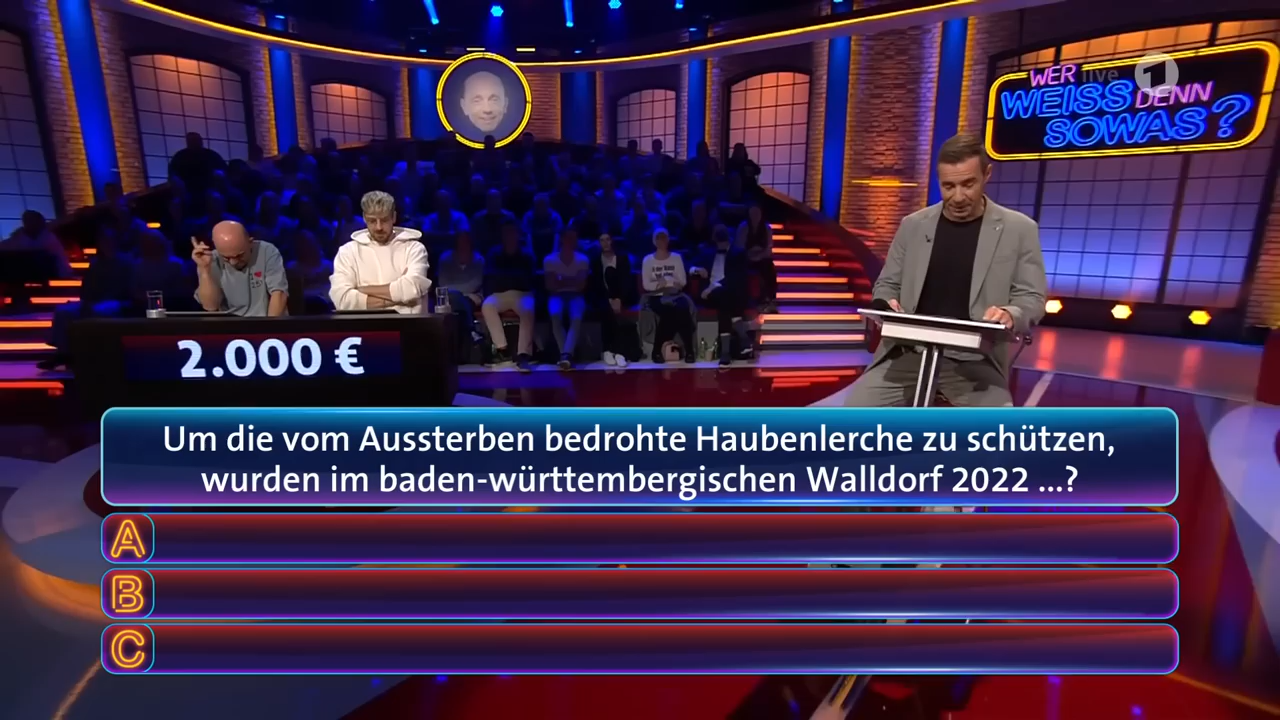 WER
live
1
WEISS DENN
SOWAS?
2.000 €
Um die vom Aussterben bedrohte Haubenlerche zu schützen,
wurden im baden-württembergischen Walldorf 2022 ...?
A
B
C